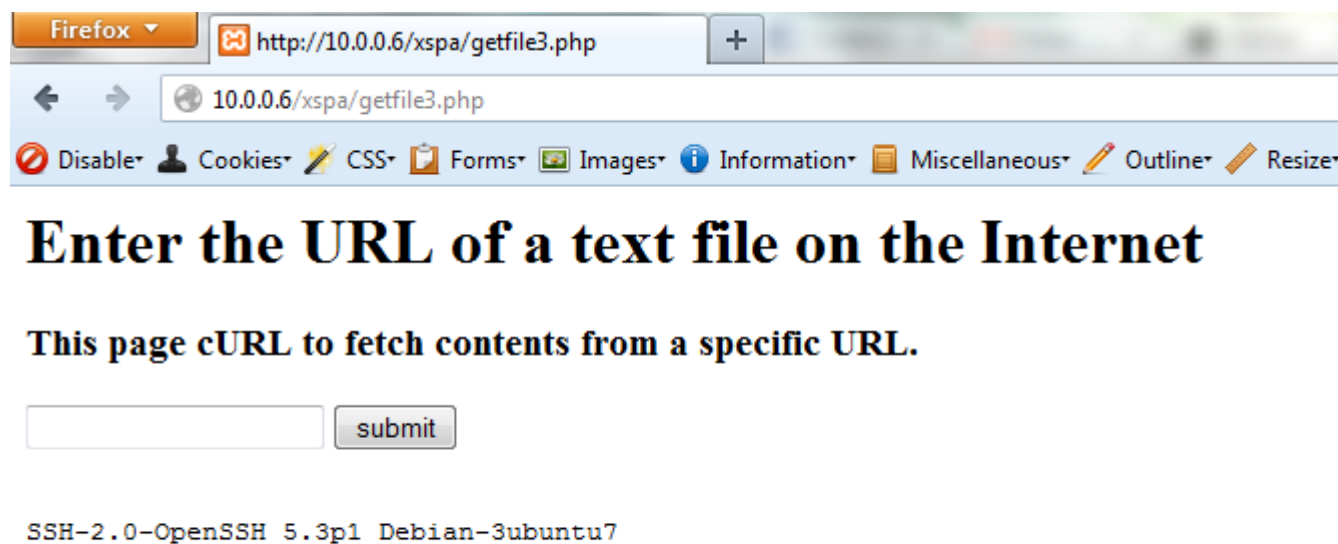 Firefox
http://10.0.0.6/xspa/getfile3.php
10.0.0.6/xspa/getfile3.php
Disable Cookies CSS Forms Images Information Miscellaneous Outline Resize
Enter the URL of a text file on the Internet
This page cURL to fetch contents from a specific URL.
submit
SSH-2.0-OpenSSH 5.3p1 Debian-3ubuntu7